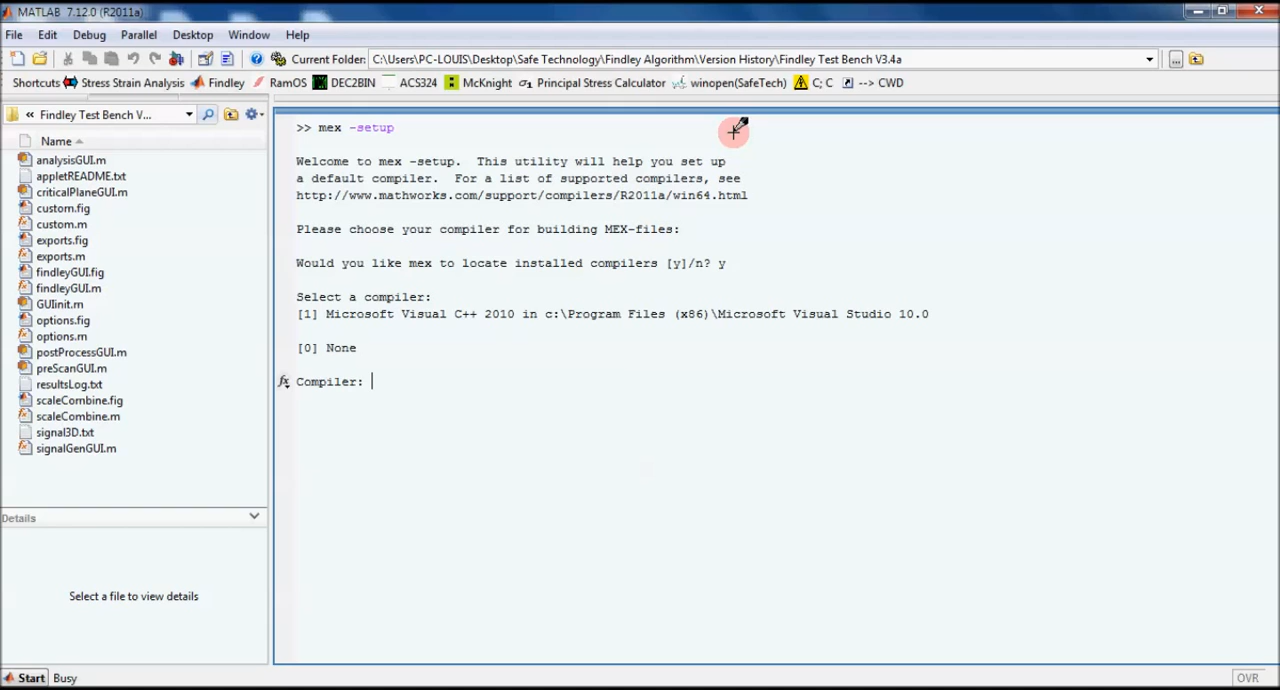 MATLAB 7.12.0 (R2011a)
File Edit Debug Parallel Desktop Window Help
Current Folder: C:\Users\PC-LOUIS\Desktop\Safe Technology\Findley Algorithm\Version History\Findley Test Bench V3.4a
Shortcuts Stress Strain Analysis Findley RamOS DEC2BIN ACS324 McKnight σ1 Principal Stress Calculator winopen(SafeTech) C; C --> CWD
« Findley Test Bench V...
Name
analysisGUI.m
appletREADME.txt
criticalPlaneGUI.m
custom.fig
custom.m
exports.fig
exports.m
findleyGUI.fig
findleyGUI.m
GUIinit.m
options.fig
options.m
postProcessGUI.m
preScanGUI.m
resultsLog.txt
scaleCombine.fig
scaleCombine.m
signal3D.txt
signalGenGUI.m
Details
Select a file to view details
>> mex -setup
Welcome to mex -setup. This utility will help you set up
a default compiler. For a list of supported compilers, see
http://www.mathworks.com/support/compilers/R2011a/win64.html
Please choose your compiler for building MEX-files:
Would you like mex to locate installed compilers [y]/n? y
Select a compiler:
[1] Microsoft Visual C++ 2010 in c:\Program Files (x86)\Microsoft Visual Studio 10.0
[0] None
fx Compiler:
Start Busy
OVR